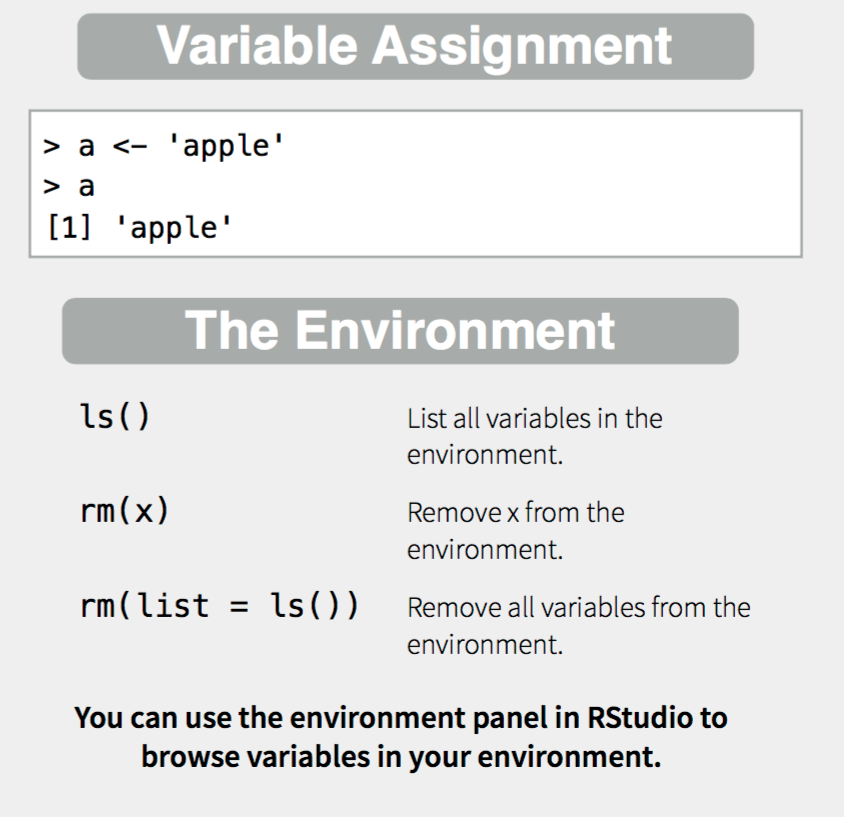 Variable Assignment
> a <- 'apple'
> a
[1] 'apple'
The Environment
ls()
List all variables in the
environment.
rm(x)
Remove x from the
environment.
rm(list = ls())
Remove all variables from the
environment.
You can use the environment panel in RStudio to
browse variables in your environment.